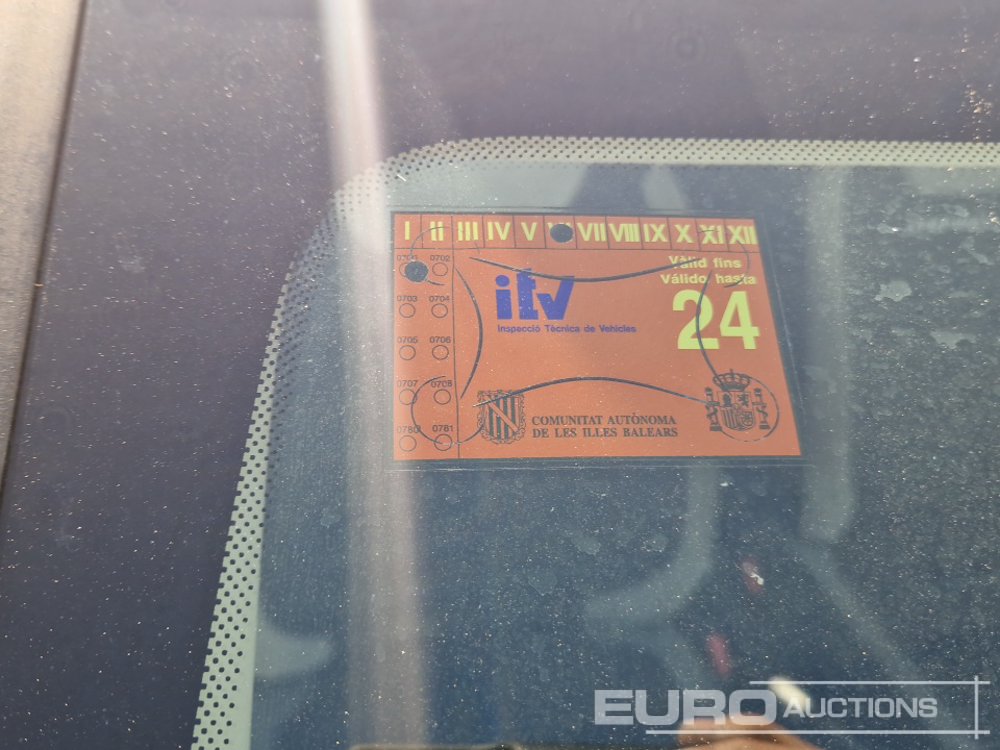 I II III IV V VII VIII IX X XI XII
0701 0702
Vàlid fins
Válido hasta
itv
24
0703 0704
Inspecció Tècnica de Vehicles
0705 0706
0707 0708
COMUNITAT AUTÒNOMA
DE LES ILLES BALEARS
0780 0781
EURO AUCTIONS